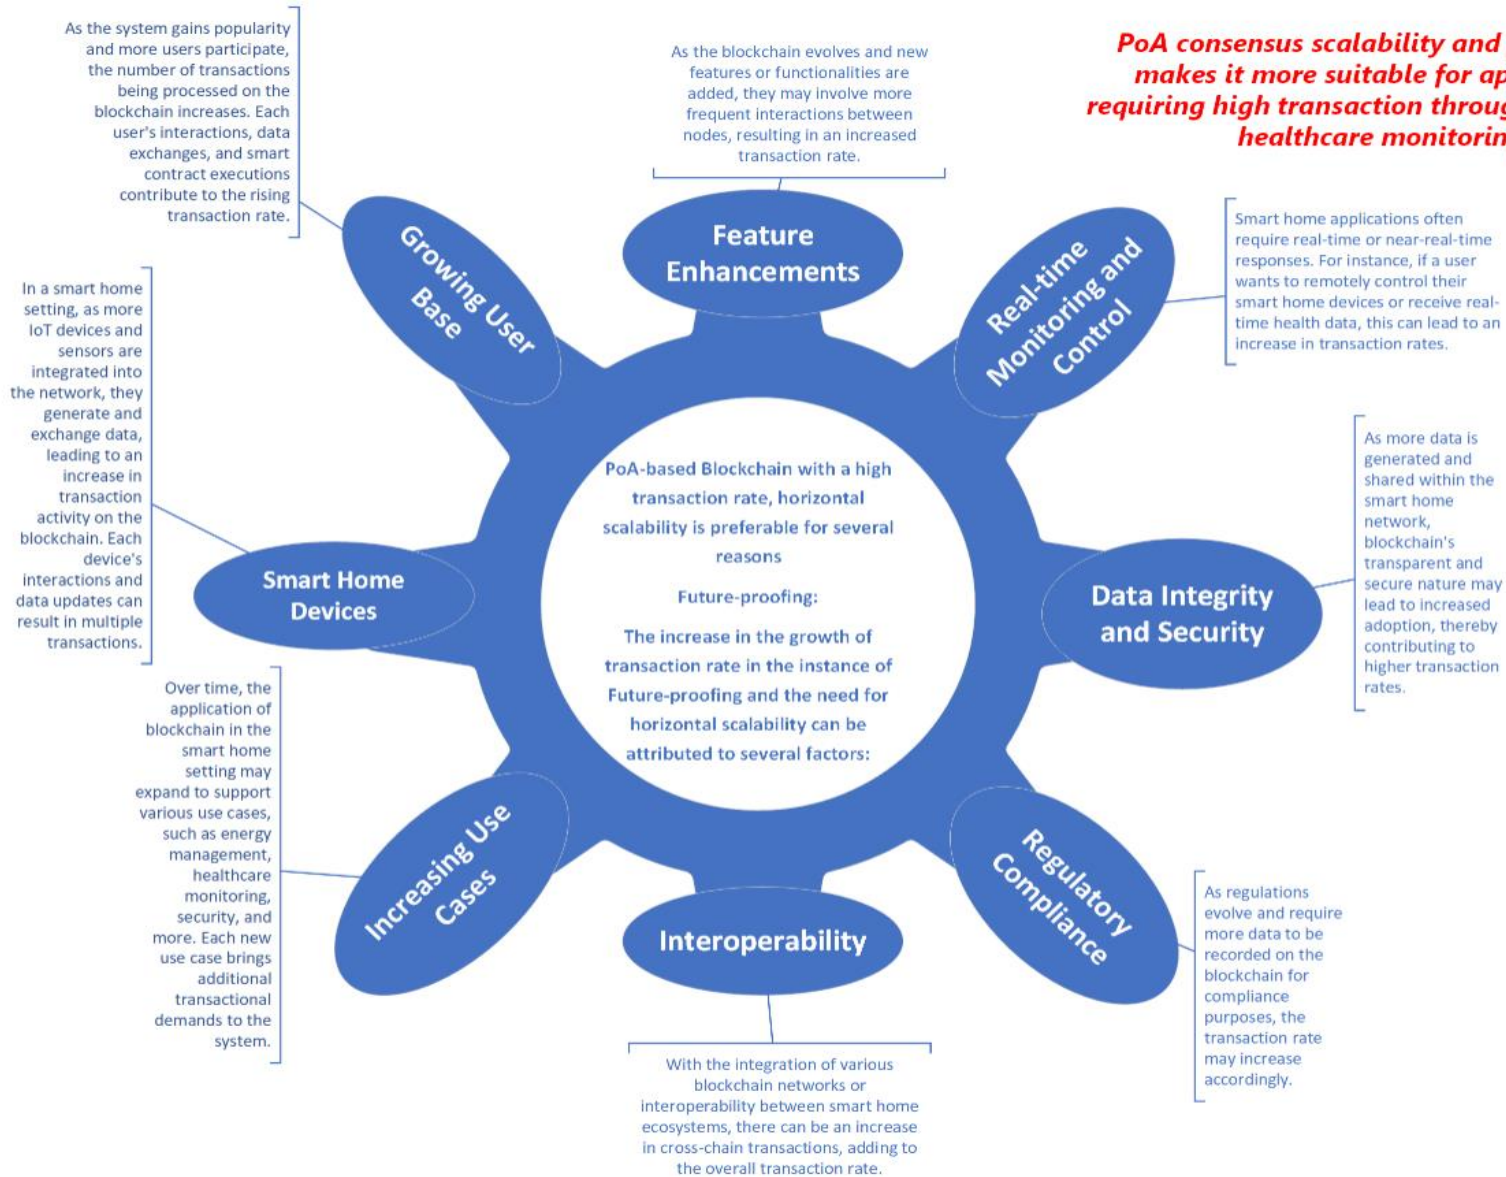 As the system gains popularity
and more users participate,
the number of transactions
being processed on the
blockchain increases. Each
user's interactions, data
exchanges, and smart
contract executions
contribute to the rising
transaction rate.
As the blockchain evolves and new
features or functionalities are
added, they may involve more
frequent interactions between
nodes, resulting in an increased
transaction rate.
PoA consensus scalability and
makes it more suitable for ap
requiring high transaction throug
healthcare monitorin
Growing User
Base
Feature
Enhancements
Real-time
Monitoring and
Control
Smart home applications often
require real-time or near-real-time
responses. For instance, if a user
wants to remotely control their
smart home devices or receive real-
time health data, this can lead to an
increase in transaction rates.
In a smart home
setting, as more
IoT devices and
sensors are
integrated into
the network, they
generate and
exchange data,
leading to an
increase in
transaction
activity on the
blockchain. Each
device's
interactions and
data updates can
result in multiple
transactions.
Smart Home
Devices
PoA-based Blockchain with a high
transaction rate, horizontal
scalability is preferable for several
reasons
Future-proofing:
The increase in the growth of
transaction rate in the instance of
Future-proofing and the need for
horizontal scalability can be
attributed to several factors:
Data Integrity
and Security
As more data is
generated and
shared within the
smart home
network,
blockchain's
transparent and
secure nature may
lead to increased
adoption, thereby
contributing to
higher transaction
rates.
Over time, the
application of
blockchain in the
smart home
setting may
expand to support
various use cases,
such as energy
management,
healthcare
monitoring,
security, and
more. Each new
use case brings
additional
transactional
demands to the
system.
Increasing Use
Cases
Interoperability
Regulatory
Compliance
As regulations
evolve and require
more data to be
recorded on the
blockchain for
compliance
purposes, the
transaction rate
may increase
accordingly.
With the integration of various
blockchain networks or
interoperability between smart home
ecosystems, there can be an increase
in cross-chain transactions, adding to
the overall transaction rate.